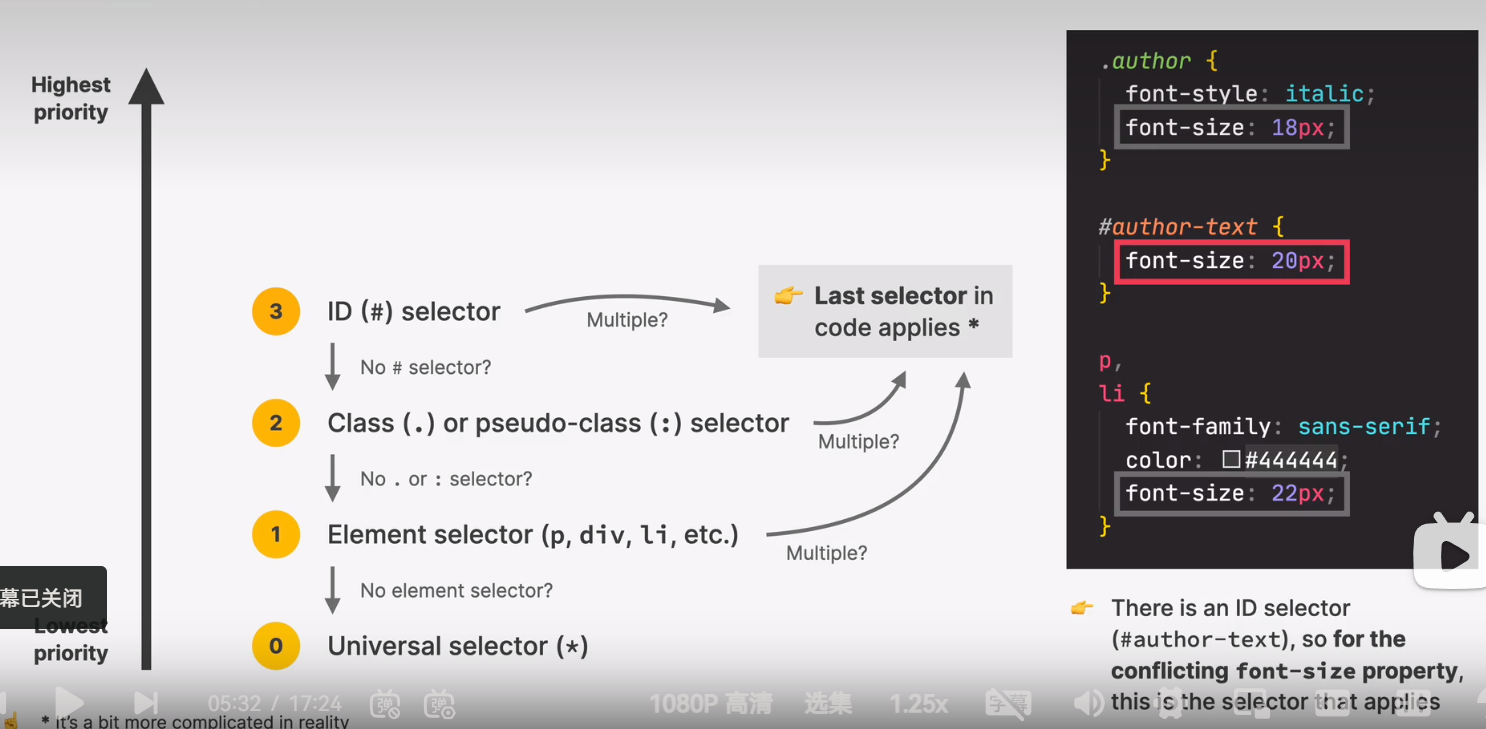 Highest
priority
3
ID (#) selector
Multiple?
👉 Last selector in
code applies *
No # selector?
2
Class (.) or pseudo-class (:) selector
Multiple?
No . or : selector?
1
Element selector (p, div, li, etc.)
Multiple?
No element selector?
0
Universal selector (*)
幕已关闭
Lowest
priority
.author {
font-style: italic;
font-size: 18px;
}
#author-text {
font-size: 20px;
}
p,
li {
font-family: sans-serif;
color: #444444;
font-size: 22px;
}
👉 There is an ID selector
(#author-text), so for the
conflicting font-size property,
this is the selector that applies
05:32 / 17:24
弹
弹
1080P 高清
选集
1.25x
字幕
☝ * it's a bit more complicated in reality